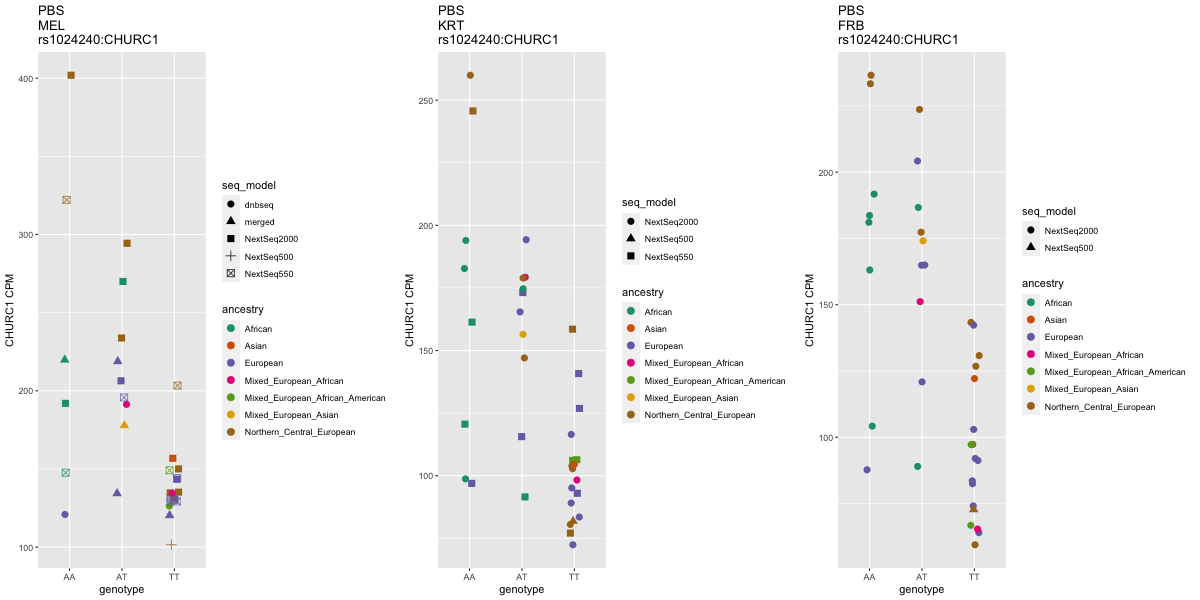 PBS
MEL
rs1024240:CHURC1
400
300
200
100
CHURC1 CPM
AA
AT
TT
genotype
seq_model
dnbseq
merged
NextSeq2000
NextSeq500
NextSeq550
ancestry
African
Asian
European
Mixed_European_African
Mixed_European_African_American
Mixed_European_Asian
Northern_Central_European
PBS
KRT
rs1024240:CHURC1
250
200
150
100
CHURC1 CPM
AA
AT
TT
genotype
seq_model
NextSeq2000
NextSeq500
NextSeq550
ancestry
African
Asian
European
Mixed_European_African
Mixed_European_African_American
Mixed_European_Asian
Northern_Central_European
PBS
FRB
rs1024240:CHURC1
200
150
100
CHURC1 CPM
AA
AT
TT
genotype
seq_model
NextSeq2000
NextSeq500
ancestry
African
Asian
European
Mixed_European_African
Mixed_European_African_American
Mixed_European_Asian
Northern_Central_European